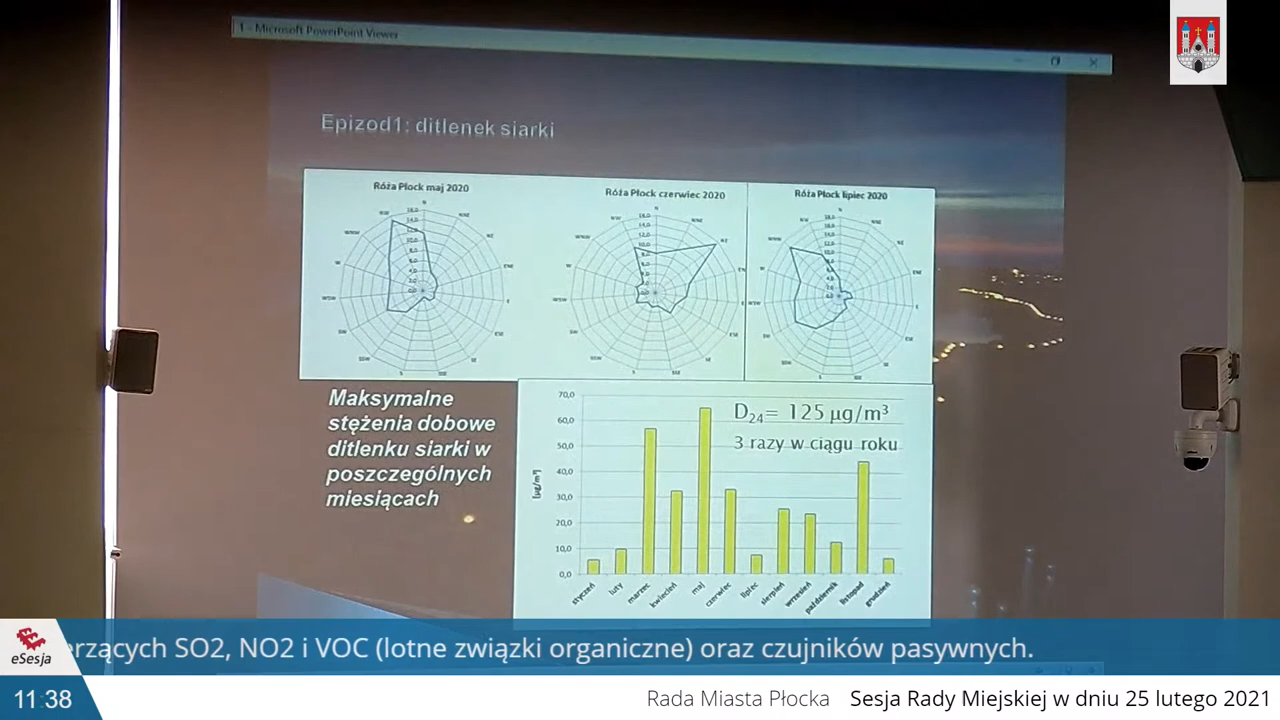 1 - Microsoft PowerPoint Viewer
Epizod1: ditlenek siarki
Róża Płock maj 2020
Róża Płock czerwiec 2020
Róża Płock lipiec 2020
Maksymalne
stężenia dobowe
ditlenku siarki w
poszczególnych
miesiącach
D24= 125 µg/m³
3 razy w ciągu roku
[µg/m³]
70,0
60,0
50,0
40,0
30,0
20,0
10,0
0,0
styczeń
luty
marzec
kwiecień
maj
czerwiec
lipiec
sierpień
wrzesień
październik
listopad
grudzień
erzących SO2, NO2 i VOC (lotne związki organiczne) oraz czujników pasywnych.
eSesja
11:38
Rada Miasta Płocka Sesja Rady Miejskiej w dniu 25 lutego 2021